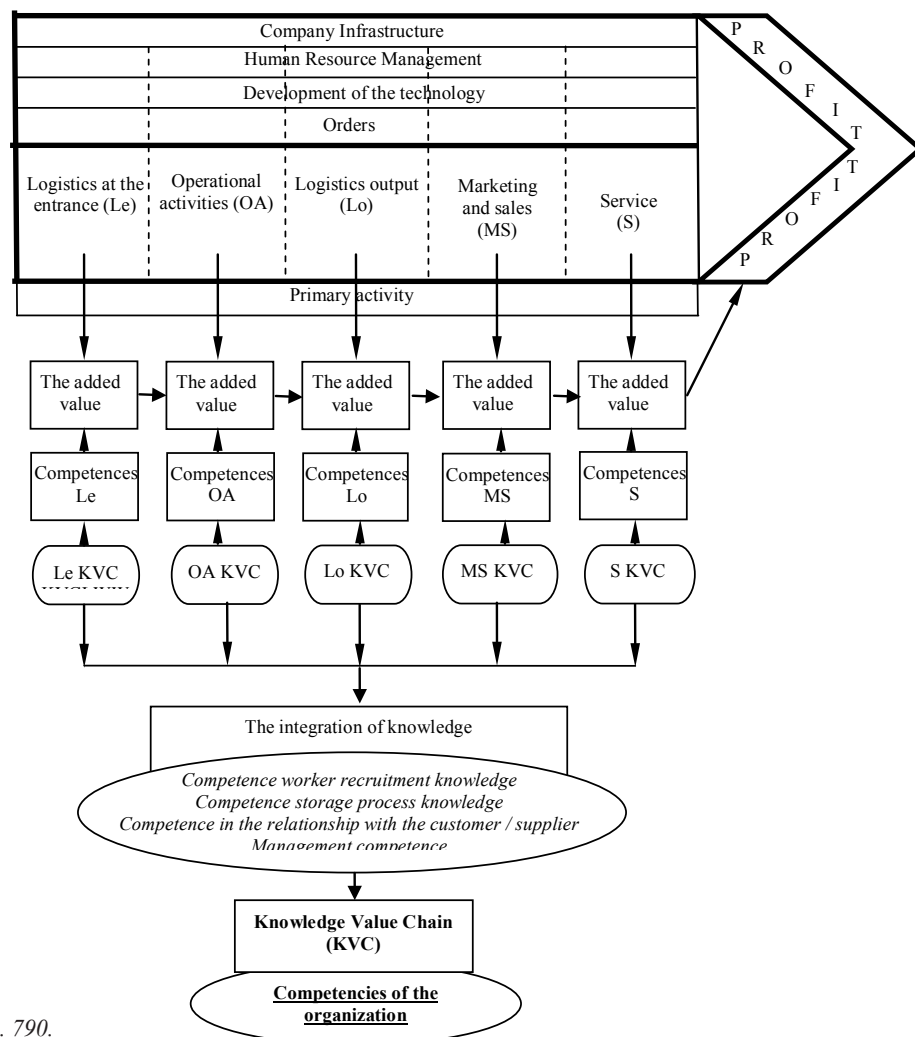 Company Infrastructure
Human Resource Management
Development of the technology
Orders
Logistics at the
entrance (Le)
Operational
activities (OA)
Logistics output
(Lo)
Marketing
and sales
(MS)
Service
(S)
PROFIT
PROFIT
Primary activity
The added
value
The added
value
The added
value
The added
value
The added
value
Competences
Le
Competences
OA
Competences
Lo
Competences
MS
Competences
S
Le KVC
OA KVC
Lo KVC
MS KVC
S KVC
The integration of knowledge
Competence worker recruitment knowledge
Competence storage process knowledge
Competence in the relationship with the customer / supplier
Management competence
Knowledge Value Chain
(KVC)
Competencies of the
organization
. 790.